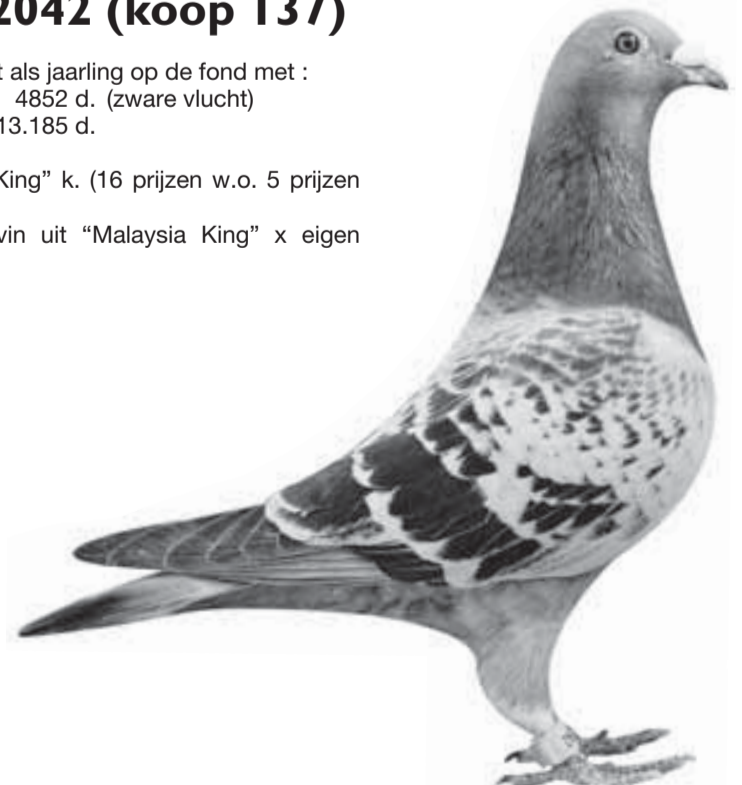 2042 (koop 137)
t als jaarling op de fond met :
4852 d. (zware vlucht)
13.185 d.
King” k. (16 prijzen w.o. 5 prijzen
vin uit “Malaysia King” x eigen